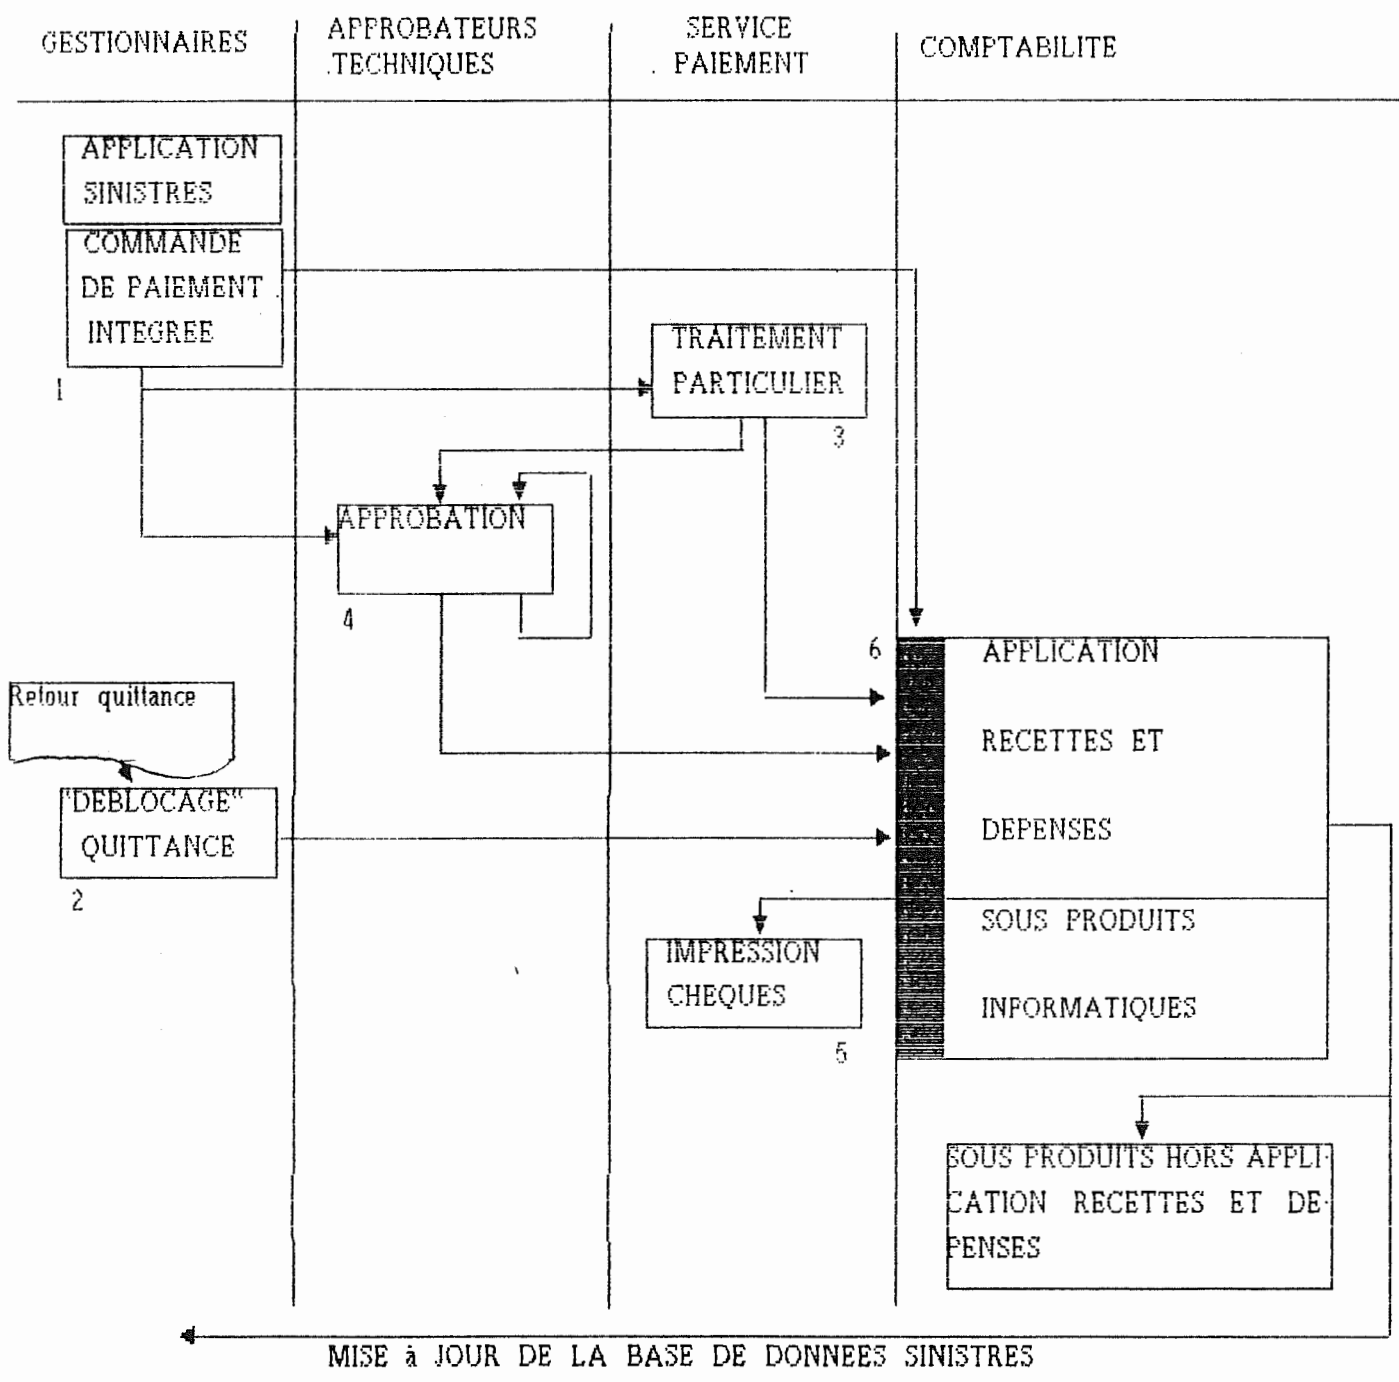 GESTIONNAIRES
APPROBATEURS
TECHNIQUES
SERVICE
PAIEMENT
COMPTABILITE
APPLICATION
SINISTRES
COMMANDE
DE PAIEMENT
INTEGREE
1
TRAITEMENT
PARTICULIER
3
APPROBATION
4
6
APPLICATION
RECETTES ET
DEPENSES
SOUS PRODUITS
INFORMATIQUES
Retour quittance
"DEBLOCAGE"
QUITTANCE
2
IMPRESSION
CHEQUES
5
SOUS PRODUITS HORS APPLI-
CATION RECETTES ET DE-
PENSES
MISE à JOUR DE LA BASE DE DONNEES SINISTRES